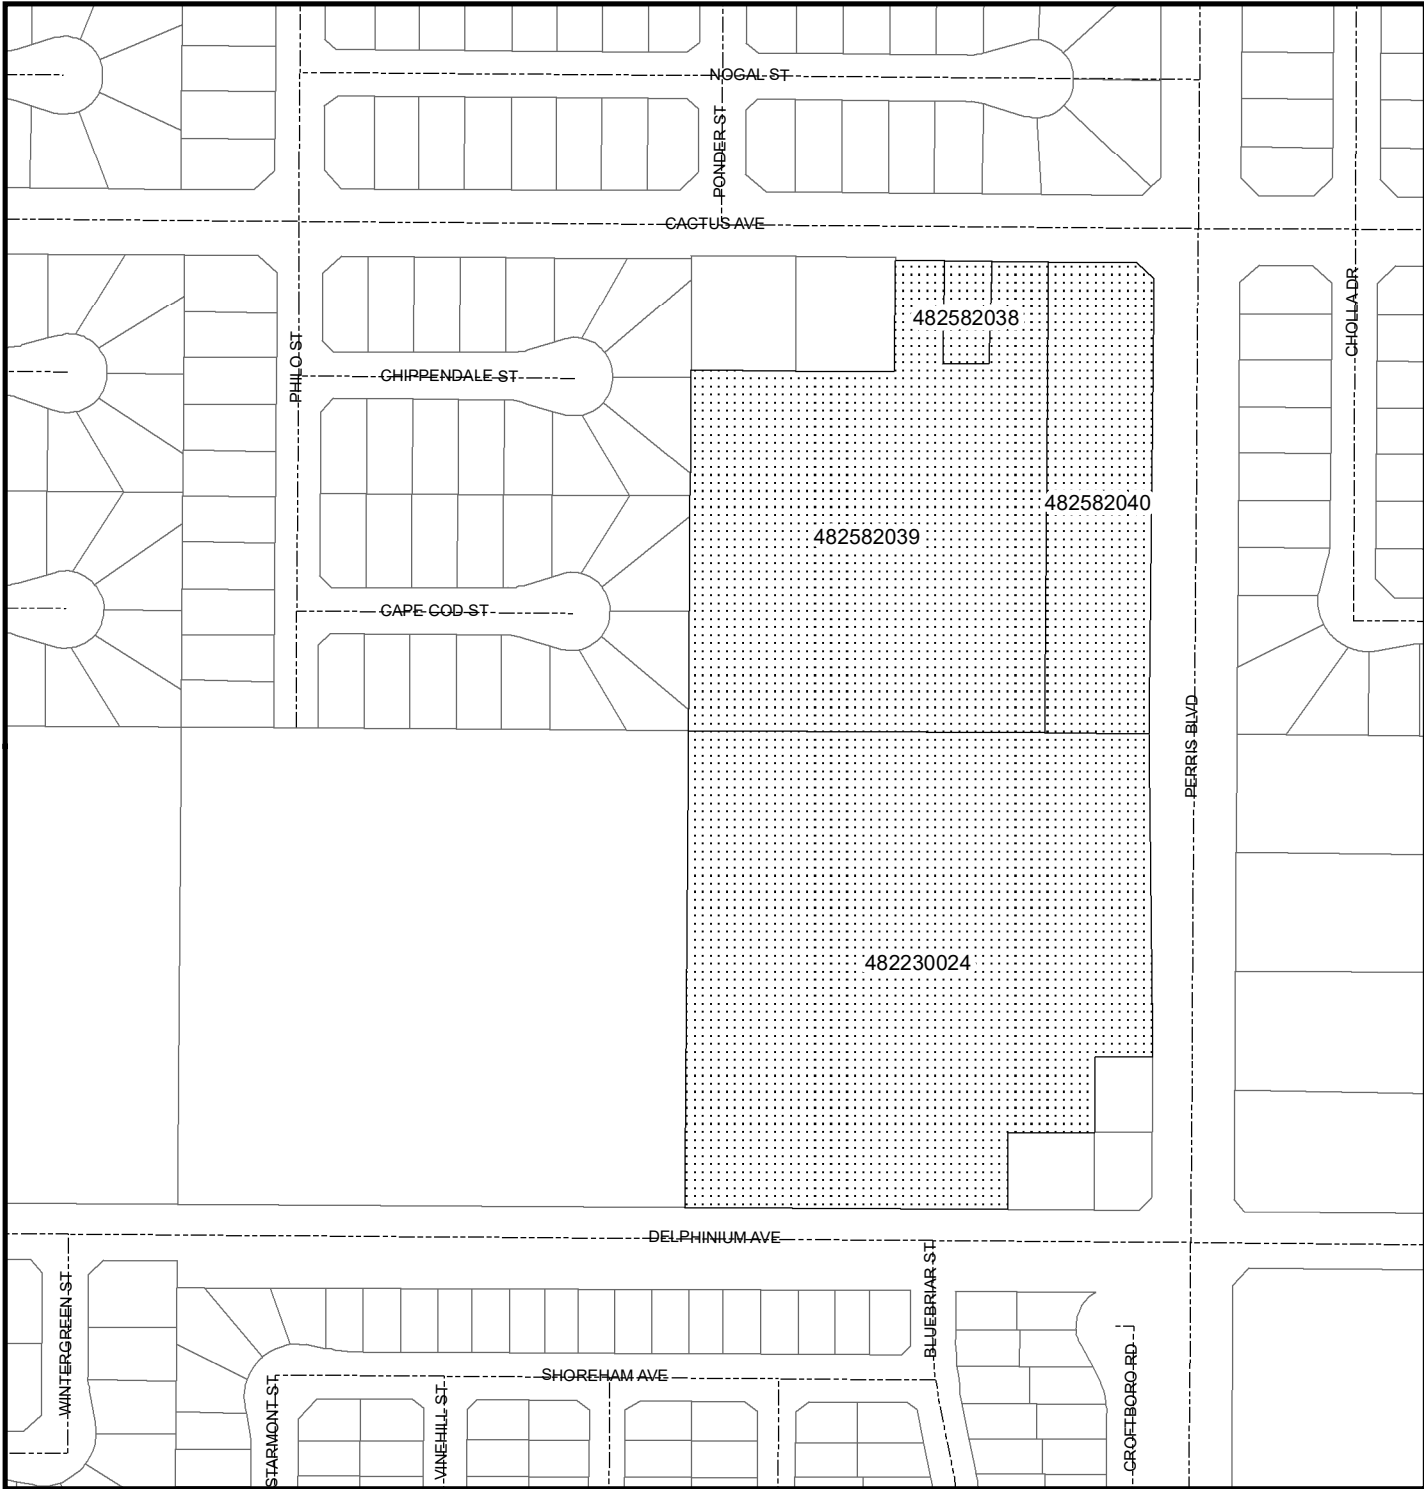 NOGAL ST
PONDER ST
CACTUS AVE
CHOLLA DR
482582038
PHILO ST
CHIPPENDALE ST
482582040
482582039
CAPE COD ST
PERRIS BLVD
482230024
DELPHINIUM AVE
BLUEBRIAR ST
WINTERGREEN ST
SHOREHAM AVE
CROFTBORO RD
STARMONT ST
VINEHILL ST